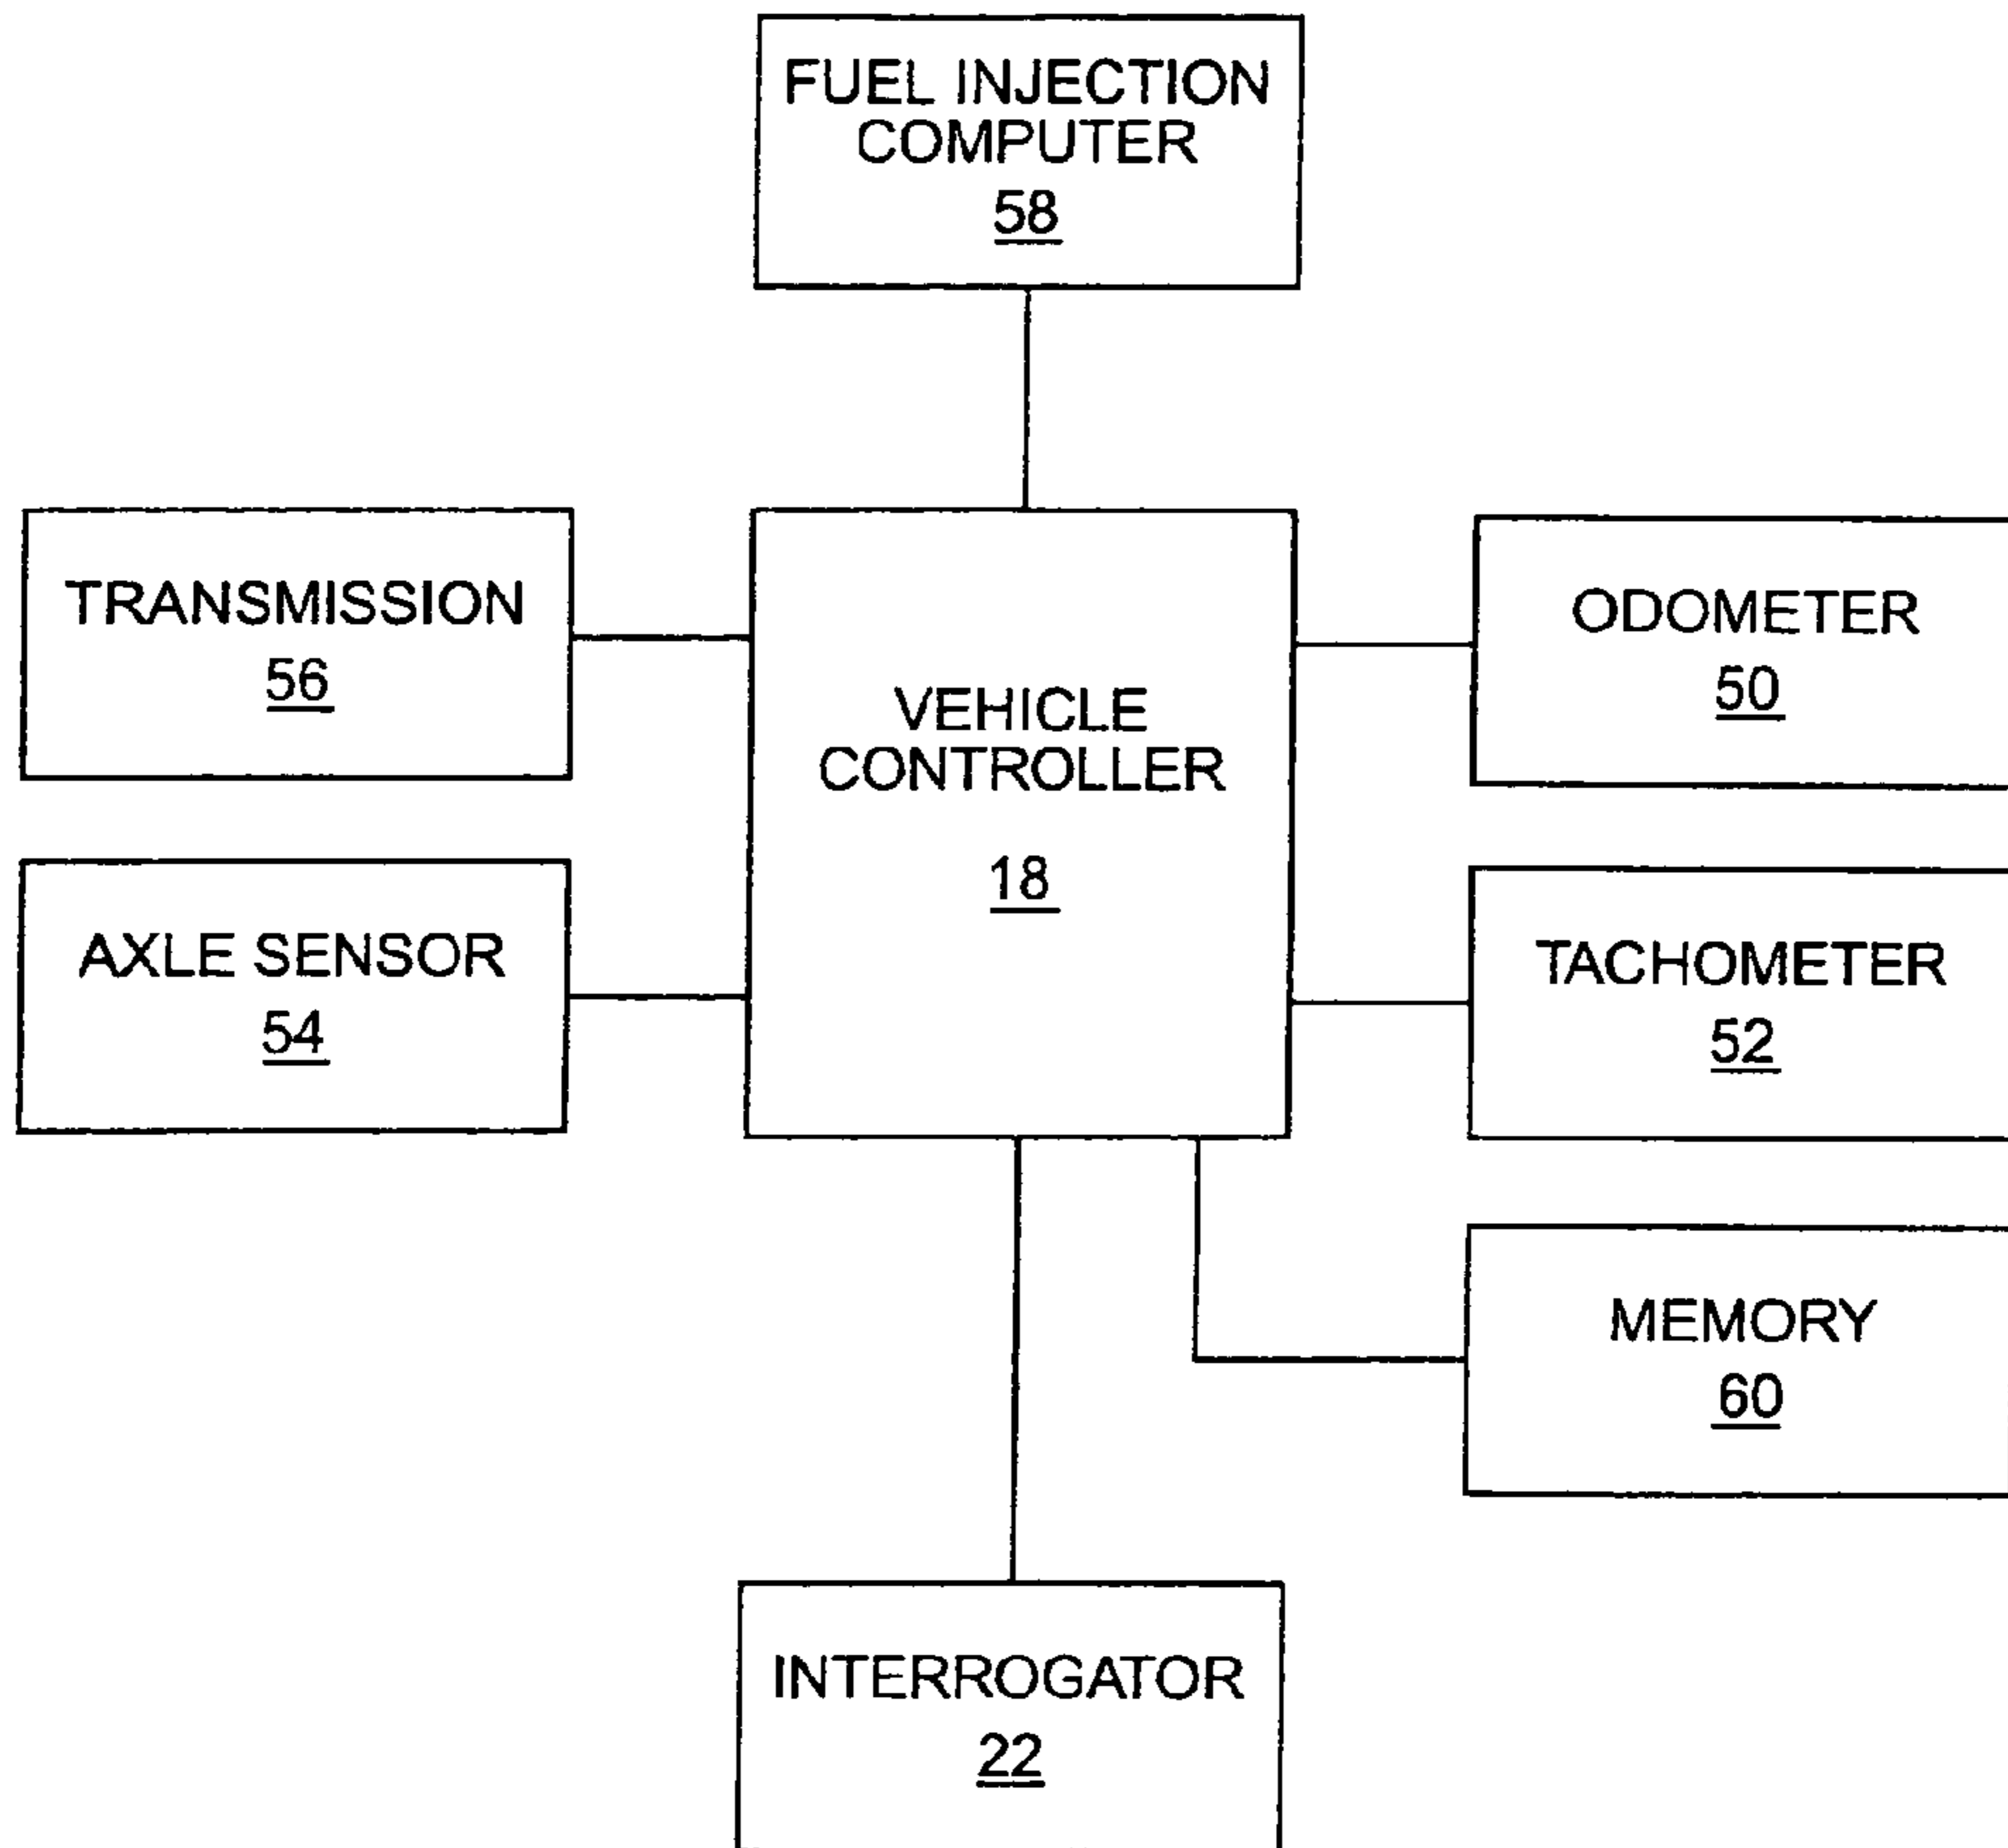 FUEL INJECTION
COMPUTER
58
TRANSMISSION
56
VEHICLE
CONTROLLER
18
ODOMETER
50
AXLE SENSOR
54
TACHOMETER
52
MEMORY
60
INTERROGATOR
22